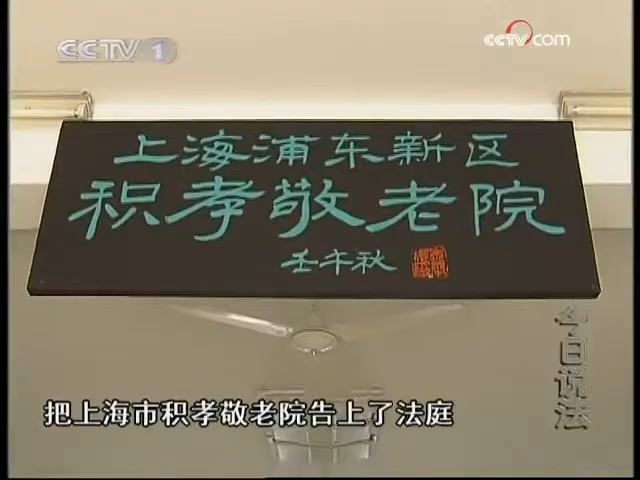 CCTV 1
CCTV.com
上海浦东新区
积孝敬老院
壬午秋
今日说法
把上海市积孝敬老院告上了法庭